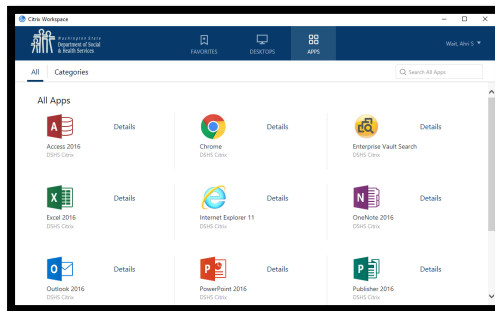 Citrix Workspace
Washington State
Department of Social
& Health Services
FAVORITES
DESKTOPS
APPS
Wait, Ahri S
All
Categories
Search All Apps
All Apps
Details
Details
Details
Access 2016
Chrome
Enterprise Vault Search
DSHS Citrix
DSHS Citrix
DSHS Citrix
Details
Details
Details
Excel 2016
Internet Explorer 11
OneNote 2016
DSHS Citrix
DSHS Citrix
DSHS Citrix
Details
Details
Details
Outlook 2016
PowerPoint 2016
Publisher 2016
DSHS Citrix
DSHS Citrix
DSHS Citrix